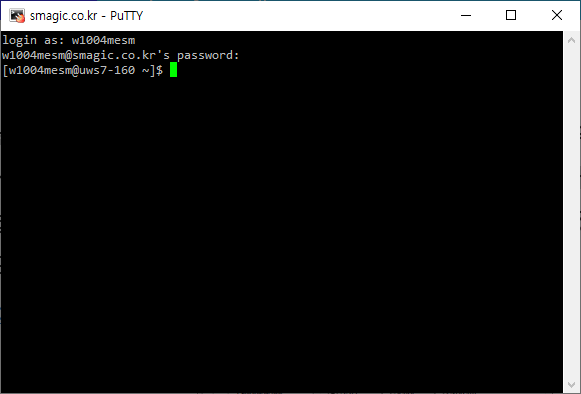 smagic.co.kr - PuTTY
login as: w1004mesm
w1004mesm@smagic.co.kr's password:
[w1004mesm@uws7-160 ~]$